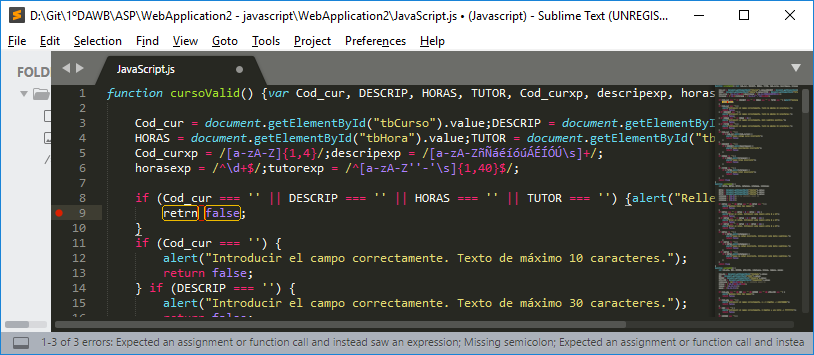 D:\Git\1ºDAWB\ASP\WebApplication2 - javascript\WebApplication2\JavaScript.js • (Javascript) - Sublime Text (UNREGIS...
File Edit Selection Find View Goto Tools Project Preferences Help
FOLD
JavaScript.js
1 function cursoValid() {var Cod_cur, DESCRIP, HORAS, TUTOR, Cod_curxp, descripexp, horas
2
3 Cod_cur = document.getElementById("tbCurso").value;DESCRIP = document.getElementById("tb
4 HORAS = document.getElementById("tbHora").value;TUTOR = document.getElementById("tb
5 Cod_curxp = /[a-zA-Z]{1,4}/;descripexp = /[a-zA-ZñÑáéíóúÁÉÍÓÚ\s]+/;
6 horasexp = /^\d+$/;tutorexp = /^[a-zA-Z''-'\s]{1,40}$/;
7
8 if (Cod_cur === '' || DESCRIP === '' || HORAS === '' || TUTOR === '') {alert("Relle
9 retrn false;
10 }
11 if (Cod_cur === '') {
12 alert("Introducir el campo correctamente. Texto de máximo 10 caracteres.");
13 return false;
14 } if (DESCRIP === '') {
15 alert("Introducir el campo correctamente. Texto de máximo 30 caracteres.");
16 return false;
1-3 of 3 errors: Expected an assignment or function call and instead saw an expression; Missing semicolon; Expected an assignment or function call and instea